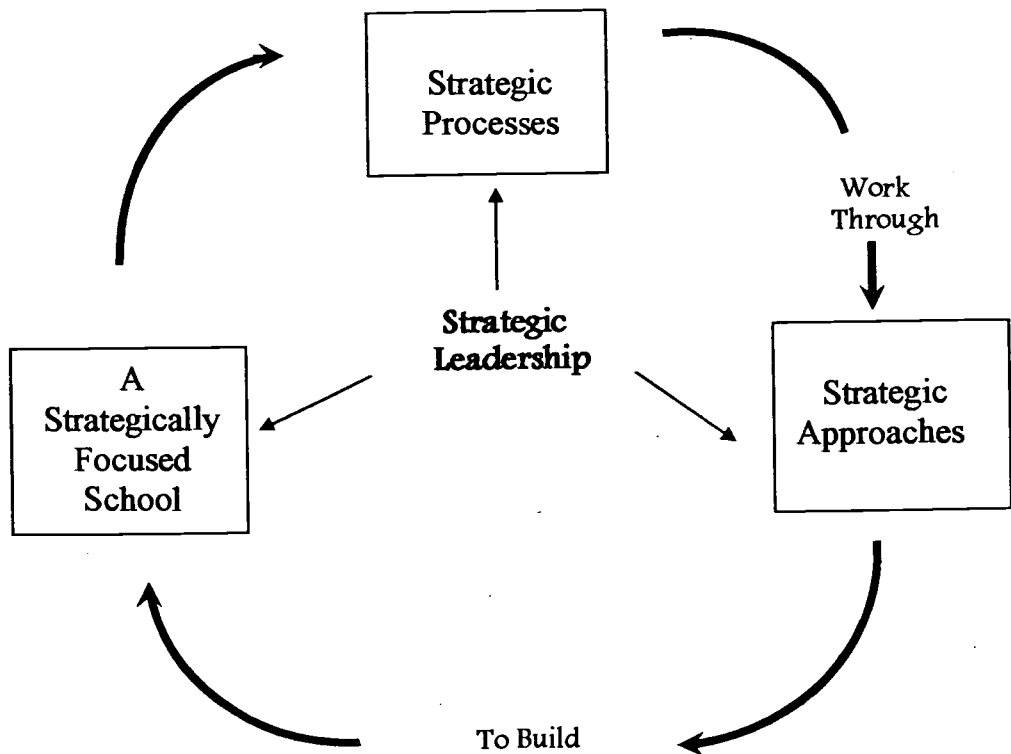 Strategic
Processes
Work
Through
Strategic
Leadership
A
Strategically
Focused
School
Strategic
Approaches
To Build